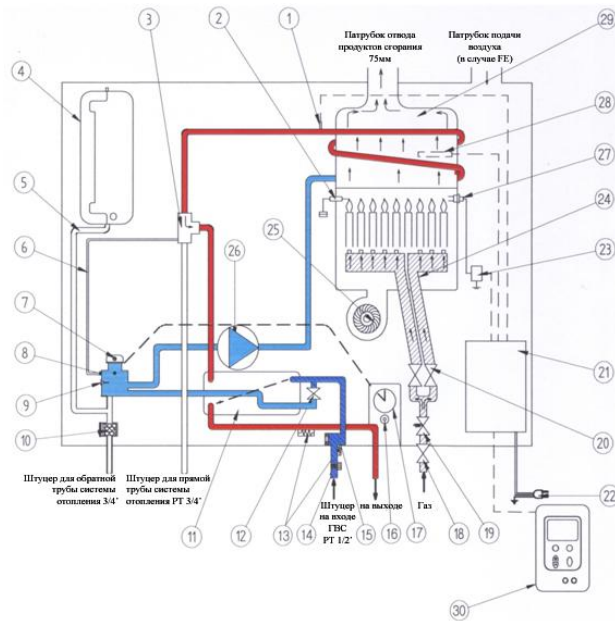 1
2
3
4
5
6
7
8
9
10
Патрубок отвода
продуктов сгорания
75мм
Патрубок подачи
воздуха
(в случае FE)
29
28
27
24
23
25
26
21
20
22
30
Штуцер для обратной
трубы системы
отопления 3/4'
Штуцер для прямой
трубы системы
отопления РТ 3/4'
Штуцер
на входе
ГВС
РТ 1/2'
на выходе
Газ
11
12
13
14
15
16
17
18
19